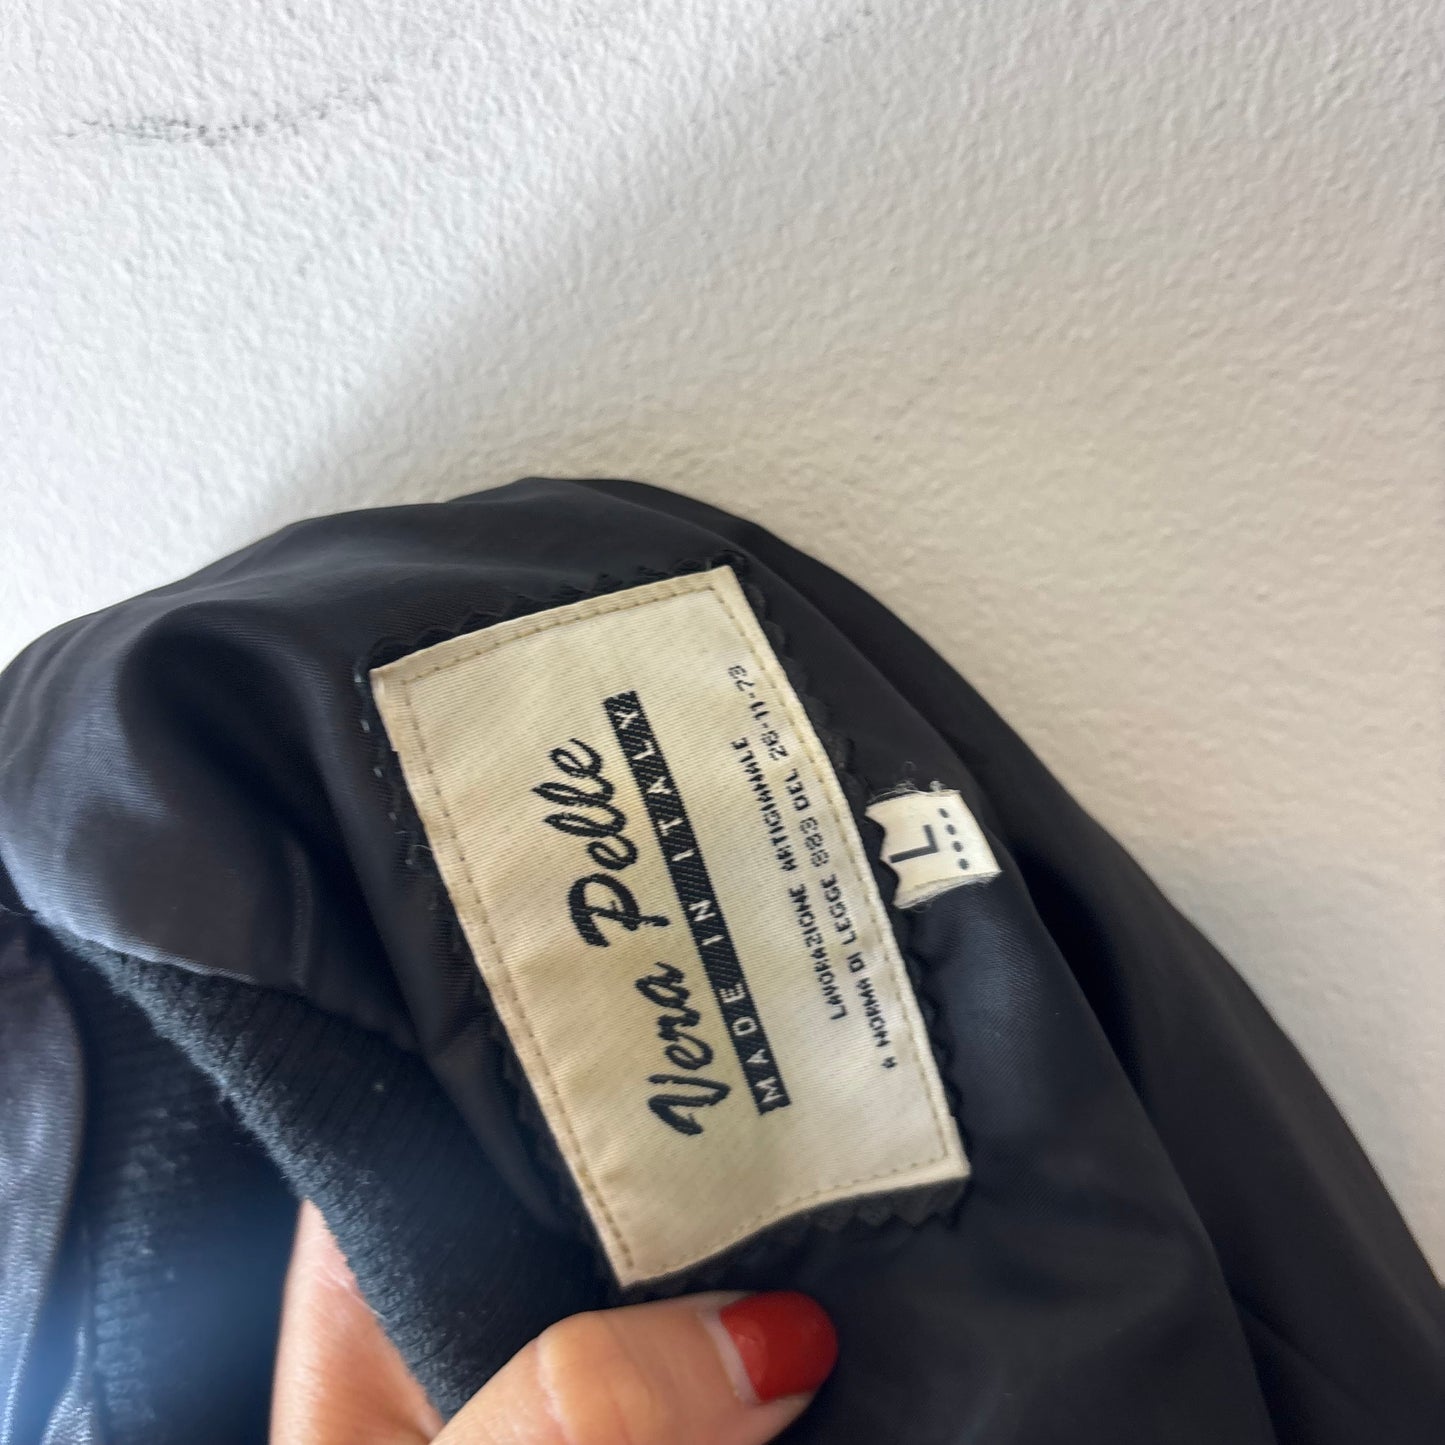 Vera Pelle
MADE IN ITALY
LAVORAZIONE ARTIGIANALE
A NORMA DI LEGGE 883 DEL 26-11-73
L